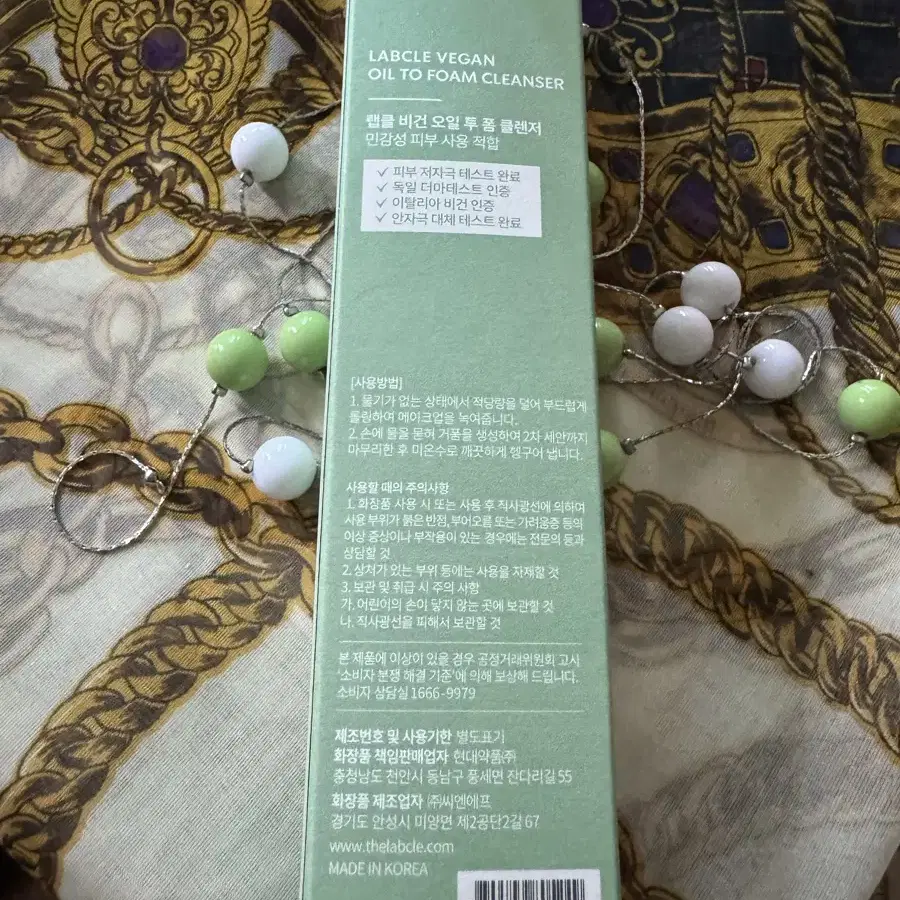 LABCLE VEGAN
OIL TO FOAM CLEANSER
랩클 비건 오일 투 폼 클렌저
민감성 피부 사용 적합
✓ 피부 저자극 테스트 완료
✓ 독일 더마테스트 인증
✓ 이탈리아 비건 인증
✓ 안자극 대체 테스트 완료
[사용방법]
1. 물기가 없는 상태에서 적당량을 덜어 부드럽게
롤링하여 메이크업을 녹여줍니다.
2. 손에 물을 묻혀 거품을 생성하여 2차 세안까지
마무리한 후 미온수로 깨끗하게 헹구어 냅니다.
사용할 때의 주의사항
1. 화장품 사용 시 또는 사용 후 직사광선에 의하여
사용 부위가 붉은 반점, 부어오름 또는 가려움증 등의
이상 증상이나 부작용이 있는 경우에는 전문의 등과
상담할 것
2. 상처가 있는 부위 등에는 사용을 자제할 것
3. 보관 및 취급 시 주의 사항
가. 어린이의 손이 닿지 않는 곳에 보관할 것
나. 직사광선을 피해서 보관할 것
본 제품에 이상이 있을 경우 공정거래위원회 고시
'소비자 분쟁 해결 기준'에 의해 보상해 드립니다.
소비자 상담실 1666-9979
제조번호 및 사용기한 별도표기
화장품 책임판매업자 현대약품㈜
충청남도 천안시 동남구 풍세면 잔다리길 55
화장품 제조업자 ㈜씨엔에프
경기도 안성시 미양면 제2공단2길 67
www.thelabcle.com
MADE IN KOREA